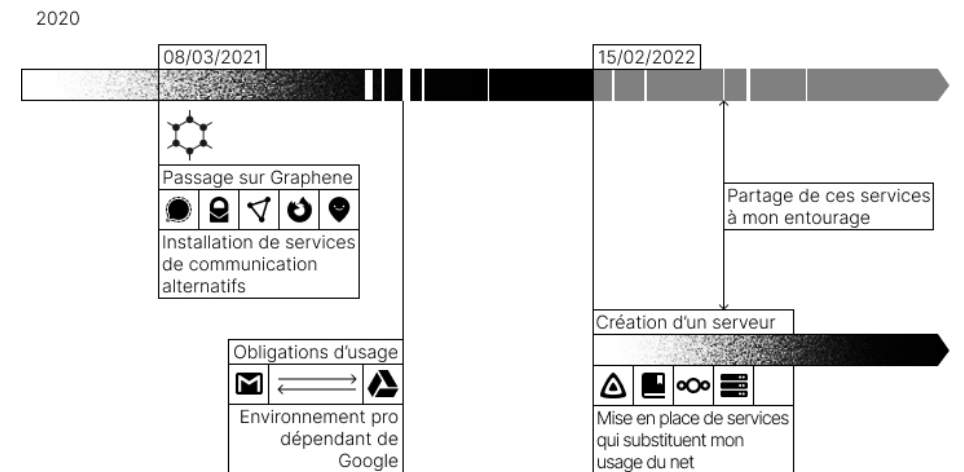 2020
08/03/2021
15/02/2022
Passage sur Graphene
Installation de services
de communication
alternatifs
Partage de ces services
à mon entourage
Création d'un serveur
Obligations d'usage
Environnement pro
dépendant de
Google
Mise en place de services
qui substituent mon
usage du net